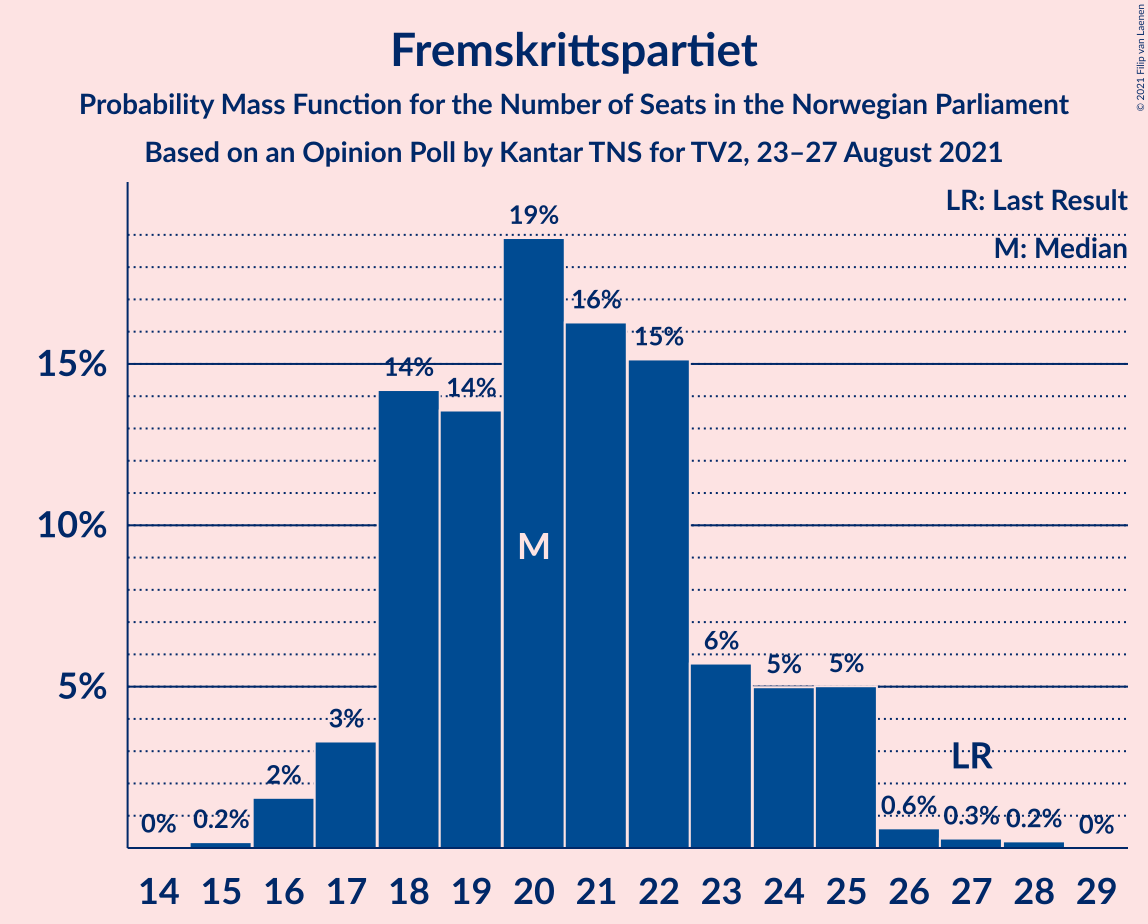 Fremskrittspartiet
Probability Mass Function for the Number of Seats in the Norwegian Parliament
Based on an Opinion Poll by Kantar TNS for TV2, 23–27 August 2021
© 2021 Filip van Laenen
LR: Last Result
M: Median
15%
10%
5%
0%
0.2%
2%
3%
14%
14%
19%
16%
15%
6%
5%
5%
0.6%
0.3%
0.2%
0%
M
LR
14 15 16 17 18 19 20 21 22 23 24 25 26 27 28 29